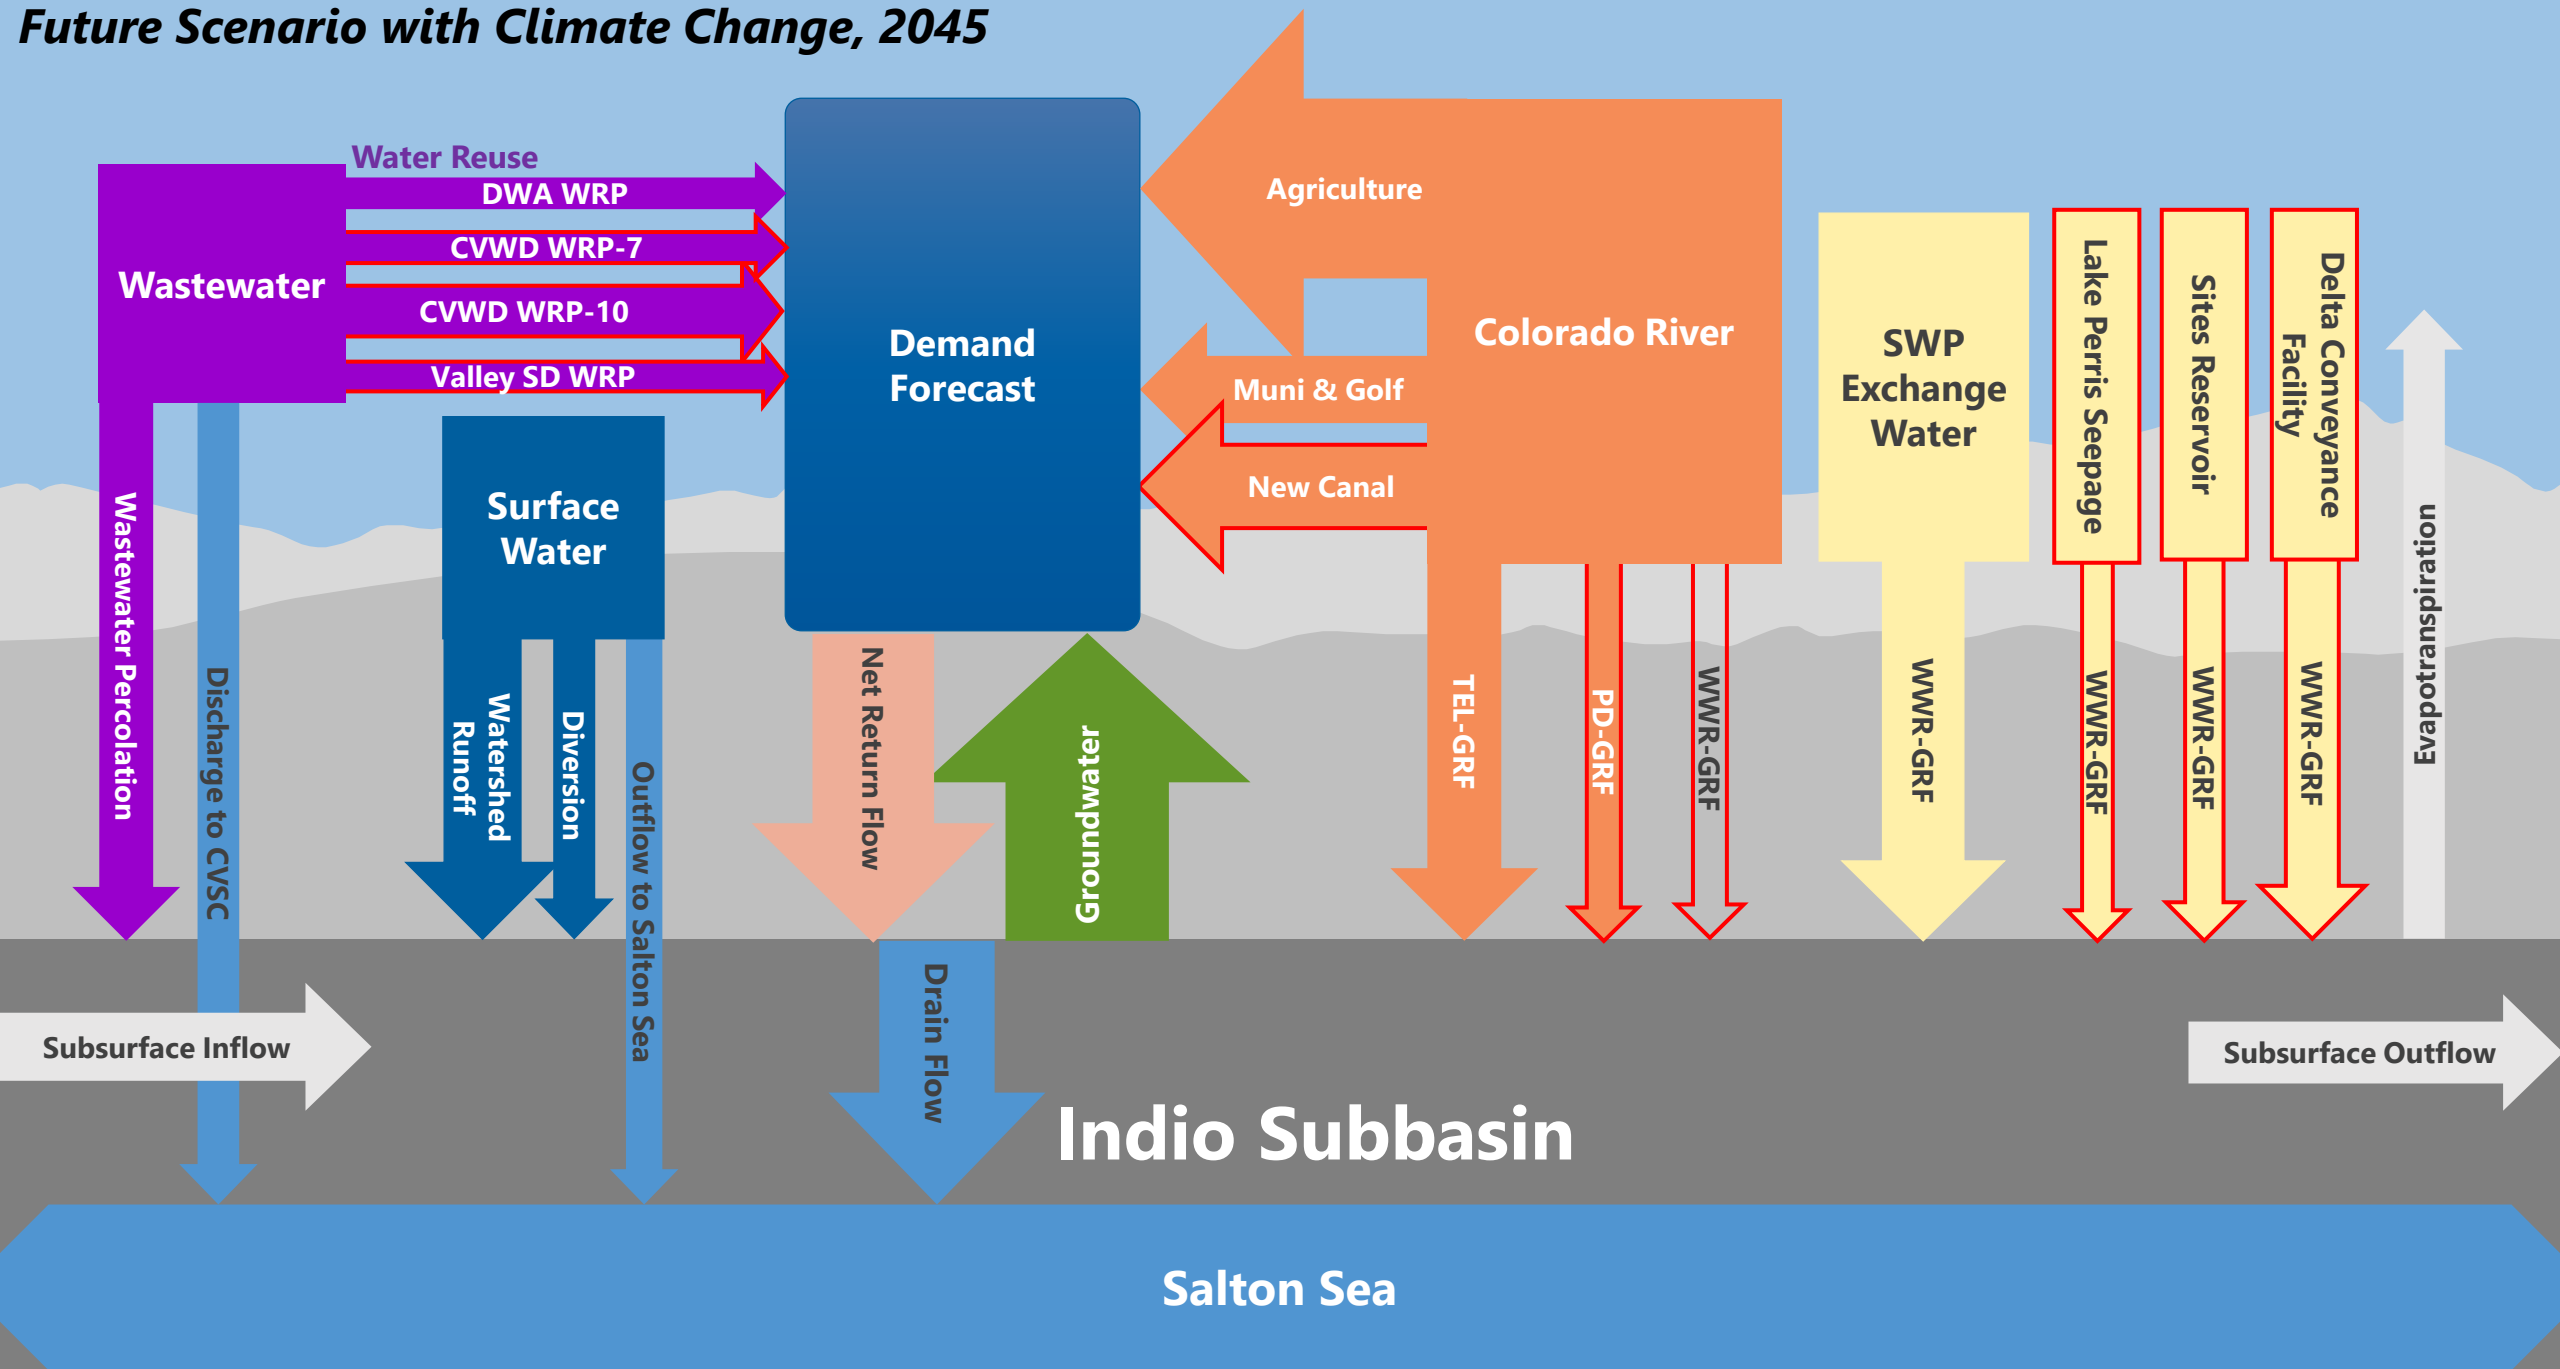 Future Scenario with Climate Change, 2045
Water Reuse
DWA WRP
CVWD WRP-7
CVWD WRP-10
Valley SD WRP
Wastewater
Wastewater Percolation
Discharge to CVSC
Surface
Water
Watershed
Runoff
Diversion
Outflow to Salton Sea
Demand
Forecast
Net Return Flow
Groundwater
Drain Flow
Agriculture
Muni & Golf
New Canal
Colorado River
TEL-GRF
PD-GRF
WWR-GRF
SWP
Exchange
Water
WWR-GRF
Lake Perris Seepage
WWR-GRF
Sites Reservoir
WWR-GRF
Delta Conveyance
Facility
WWR-GRF
Evapotranspiration
Subsurface Inflow
Subsurface Outflow
Indio Subbasin
Salton Sea